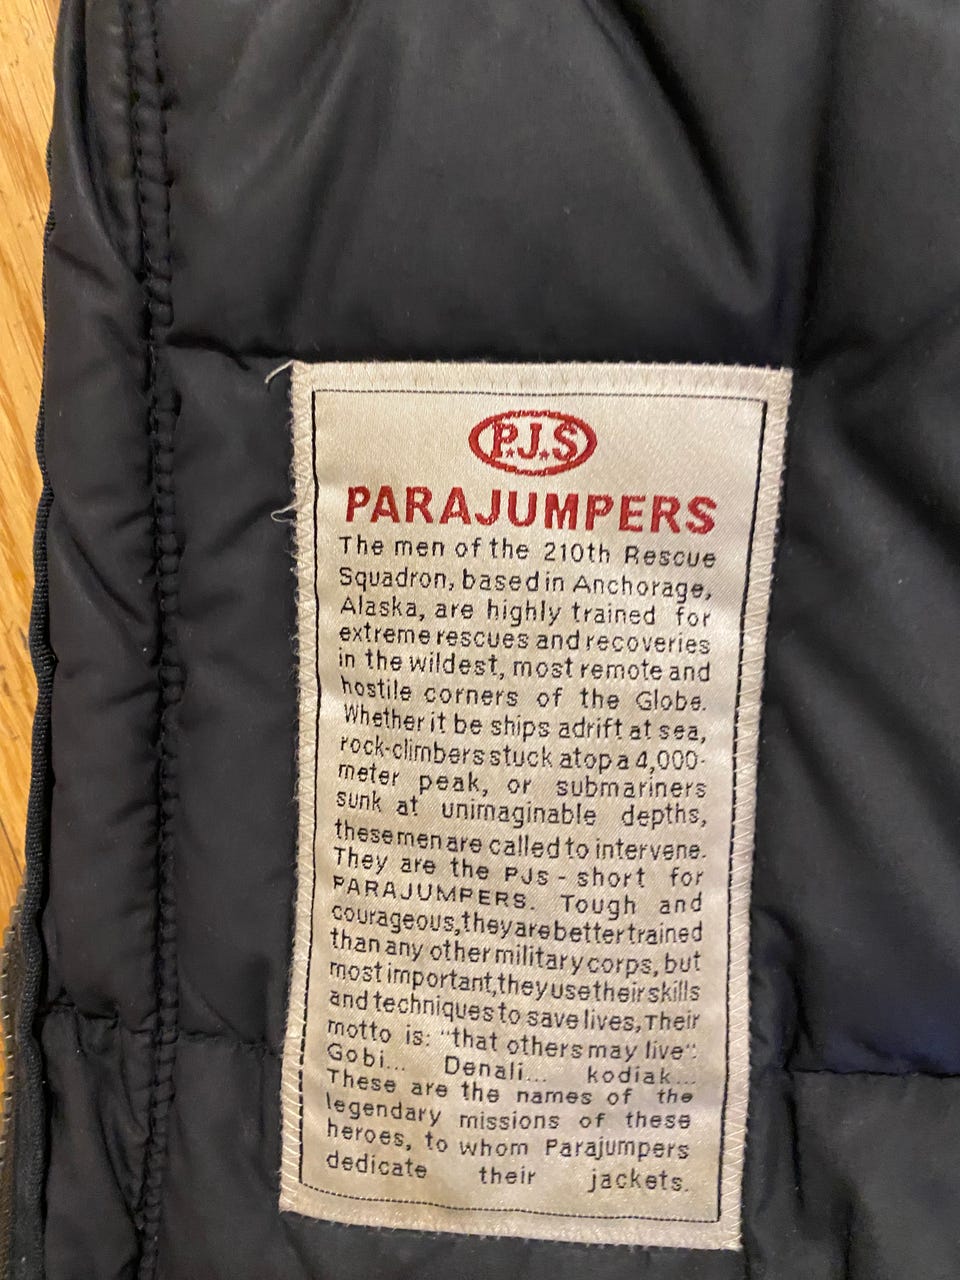 P.J.S
PARAJUMPERS
The men of the 210th Rescue
Squadron, based in Anchorage,
Alaska, are highly trained for
extreme rescues and recoveries
in the wildest, most remote and
hostile corners of the Globe.
Whether it be ships adrift at sea,
rock-climbers stuck atop a 4,000-
meter peak, or submariners
sunk at unimaginable depths,
these men are called to intervene.
They are the PJs - short for
PARAJUMPERS. Tough and
courageous, they are better trained
than any other military corps, but
most important, they use their skills
and techniques to save lives, Their
motto is: "that others may live":
Gobi... Denali... kodiak...
These are the names of the
legendary missions of these
heroes, to whom Parajumpers
dedicate their jackets.